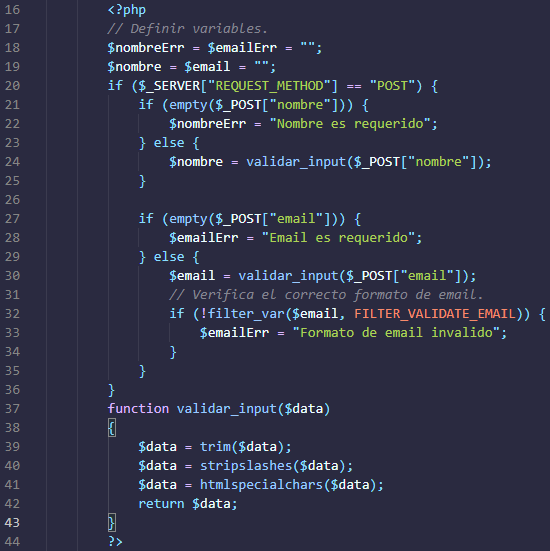 16 <?php
17 // Definir variables.
18 $nombreErr = $emailErr = "";
19 $nombre = $email = "";
20 if ($_SERVER["REQUEST_METHOD"] == "POST") {
21     if (empty($_POST["nombre"])) {
22         $nombreErr = "Nombre es requerido";
23     } else {
24         $nombre = validar_input($_POST["nombre"]);
25     }
26
27     if (empty($_POST["email"])) {
28         $emailErr = "Email es requerido";
29     } else {
30         $email = validar_input($_POST["email"]);
31         // Verifica el correcto formato de email.
32         if (!filter_var($email, FILTER_VALIDATE_EMAIL)) {
33             $emailErr = "Formato de email invalido";
34         }
35     }
36 }
37 function validar_input($data)
38 {
39     $data = trim($data);
40     $data = stripslashes($data);
41     $data = htmlspecialchars($data);
42     return $data;
43 }
44 ?>